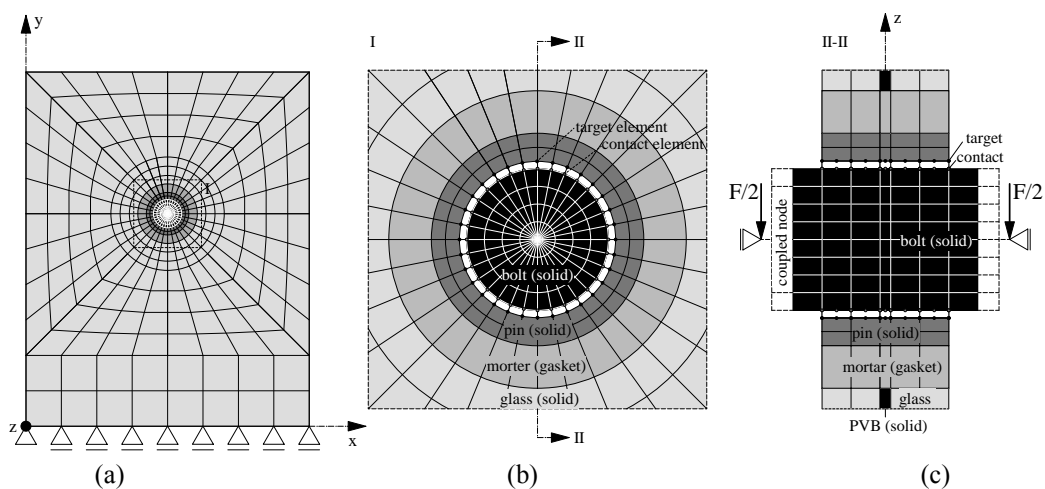 y
I
z
x
(a)
I
II
target element
contact element
bolt (solid)
pin (solid)
morter (gasket)
glass (solid)
II
(b)
z
II-II
target
contact
F/2
F/2
coupled node
bolt (solid)
pin (solid)
mortar (gasket)
glass
PVB (solid)
(c)